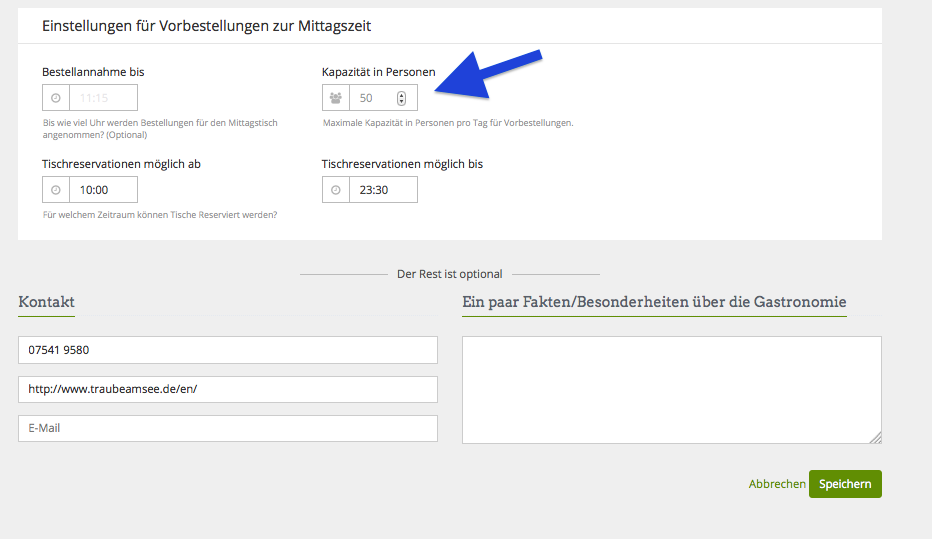 Einstellungen für Vorbestellungen zur Mittagszeit
Bestellannahme bis
Kapazität in Personen
11:15
50
Bis wie viel Uhr werden Bestellungen für den Mittagstisch
angenommen? (Optional)
Maximale Kapazität in Personen pro Tag für Vorbestellungen.
Tischreservationen möglich ab
Tischreservationen möglich bis
10:00
23:30
Für welchem Zeitraum können Tische Reserviert werden?
Der Rest ist optional
Kontakt
Ein paar Fakten/Besonderheiten über die Gastronomie
07541 9580
http://www.traubeamsee.de/en/
E-Mail
Abbrechen
Speichern